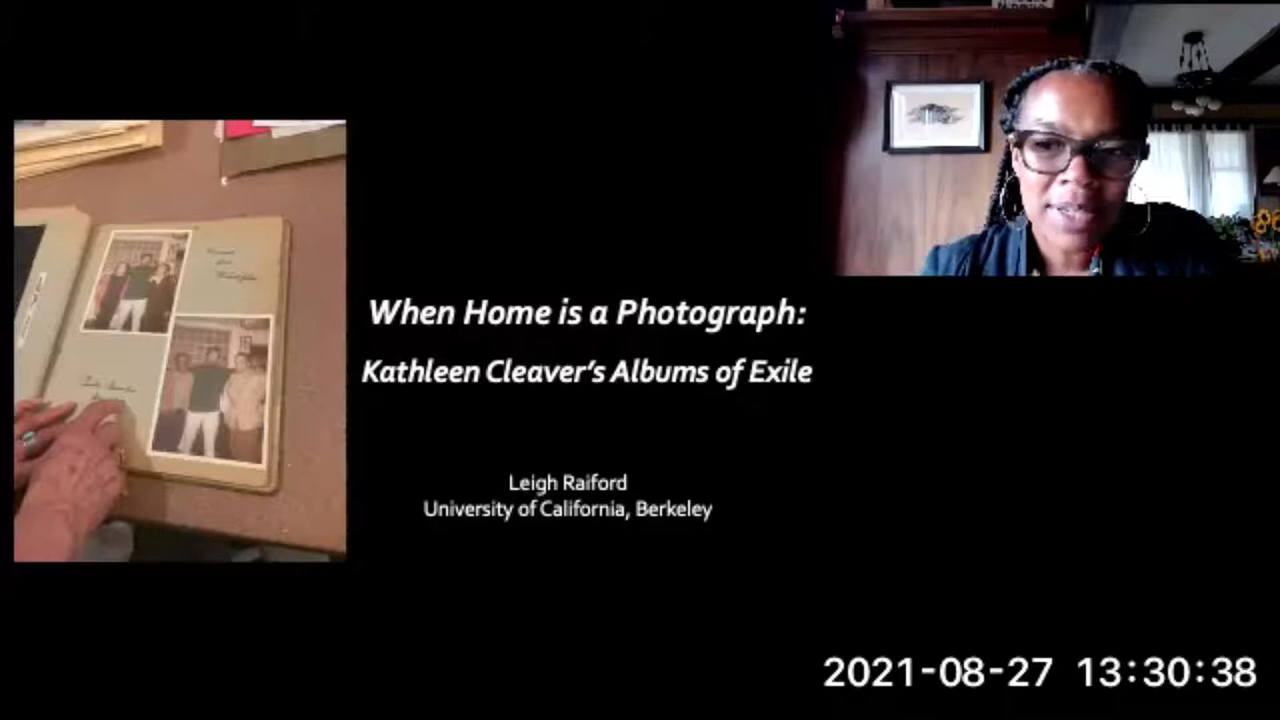 When Home is a Photograph:
Kathleen Cleaver's Albums of Exile
Leigh Raiford
University of California, Berkeley
2021-08-27 13:30:38